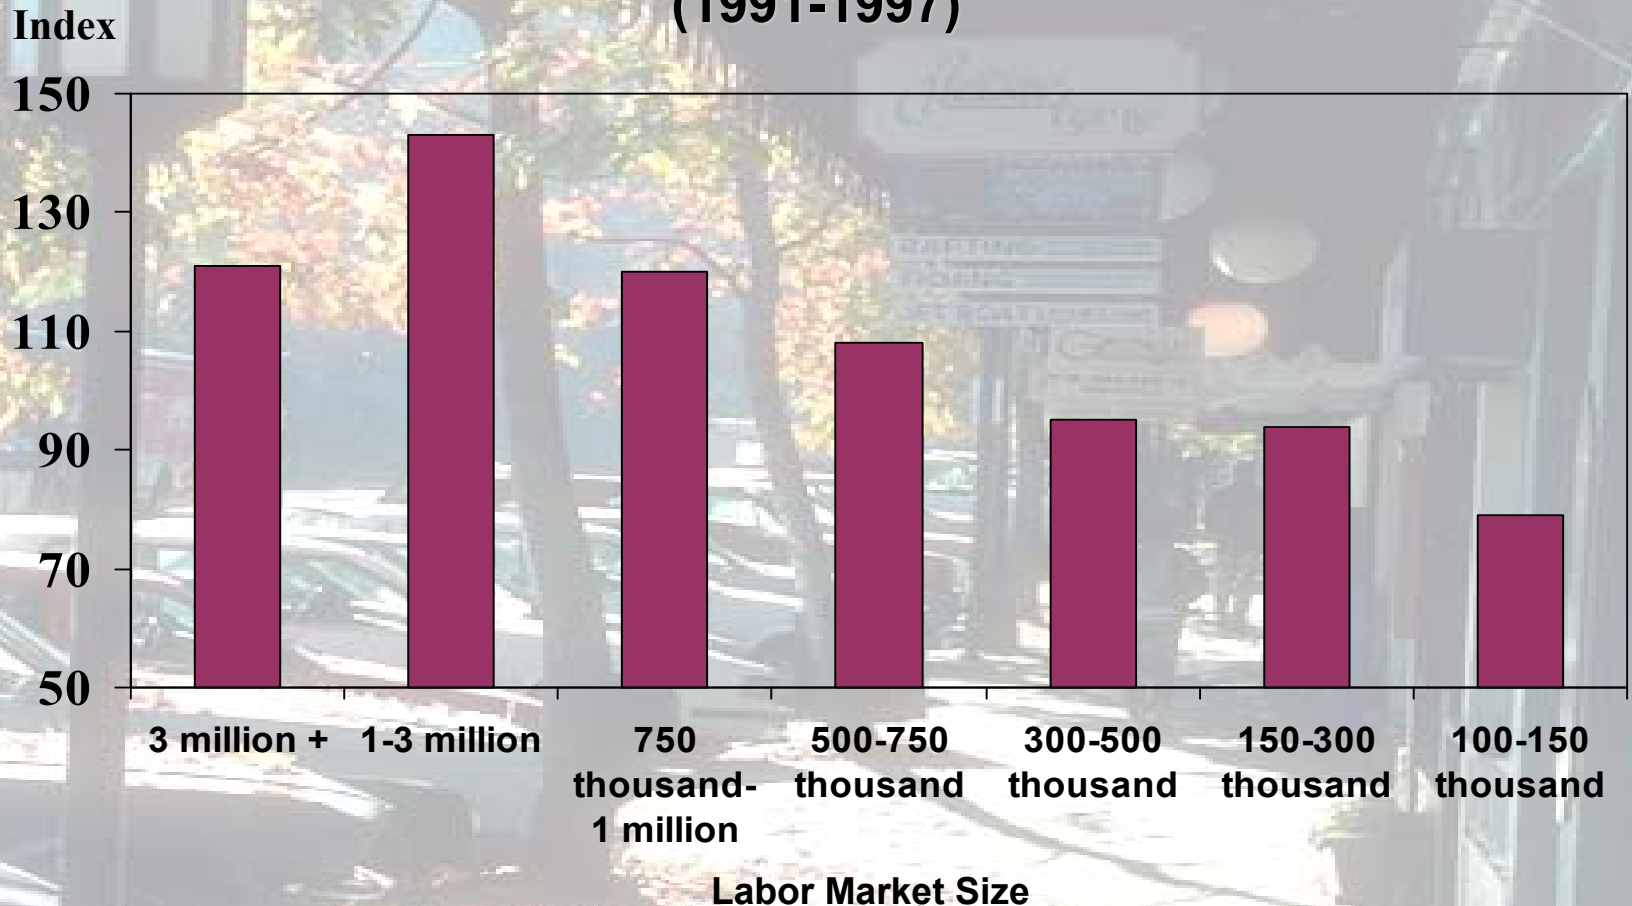 (1991-1997)
Index
150
130
110
90
70
50
3 million +
1-3 million
750
thousand-
1 million
500-750
thousand
300-500
thousand
150-300
thousand
100-150
thousand
Labor Market Size
RAFTING